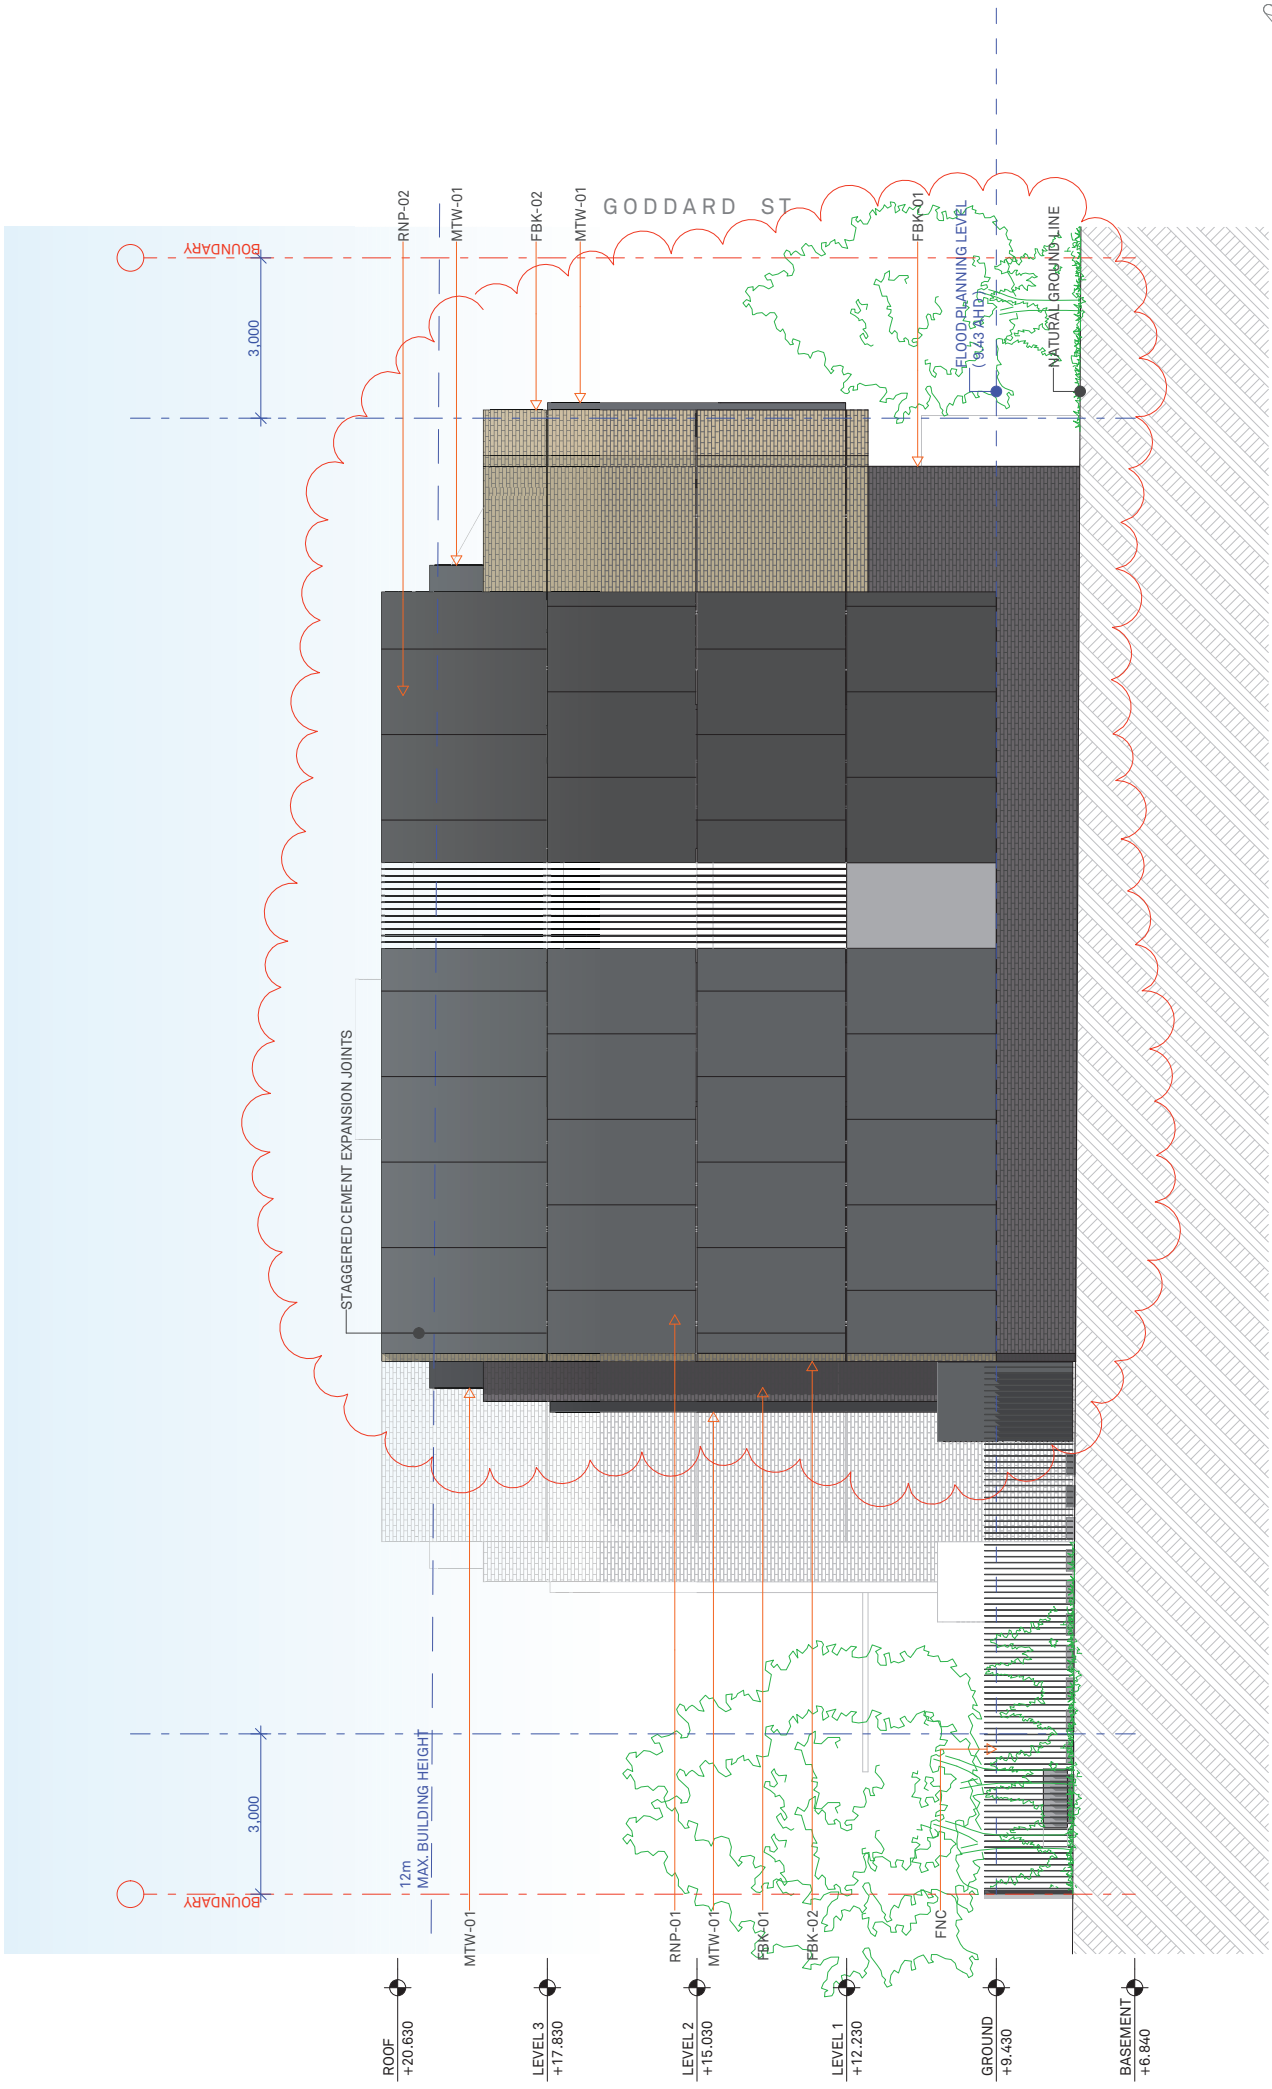 GODDARD ST
BOUNDARY
3,000
RNP-02
MTW-01
FBK-02
MTW-01
FBK-01
FLOOD PLANNING LEVEL
(9.43 AHD)
NATURAL GROUND LINE
STAGGERED CEMENT EXPANSION JOINTS
3,000
BOUNDARY
12m
MAX. BUILDING HEIGHT
MTW-01
RNP-01
MTW-01
FBK-01
FBK-02
FNC
ROOF
+20.630
LEVEL 3
+17.830
LEVEL 2
+15.030
LEVEL 1
+12.230
GROUND
+9.430
BASEMENT
+6.840